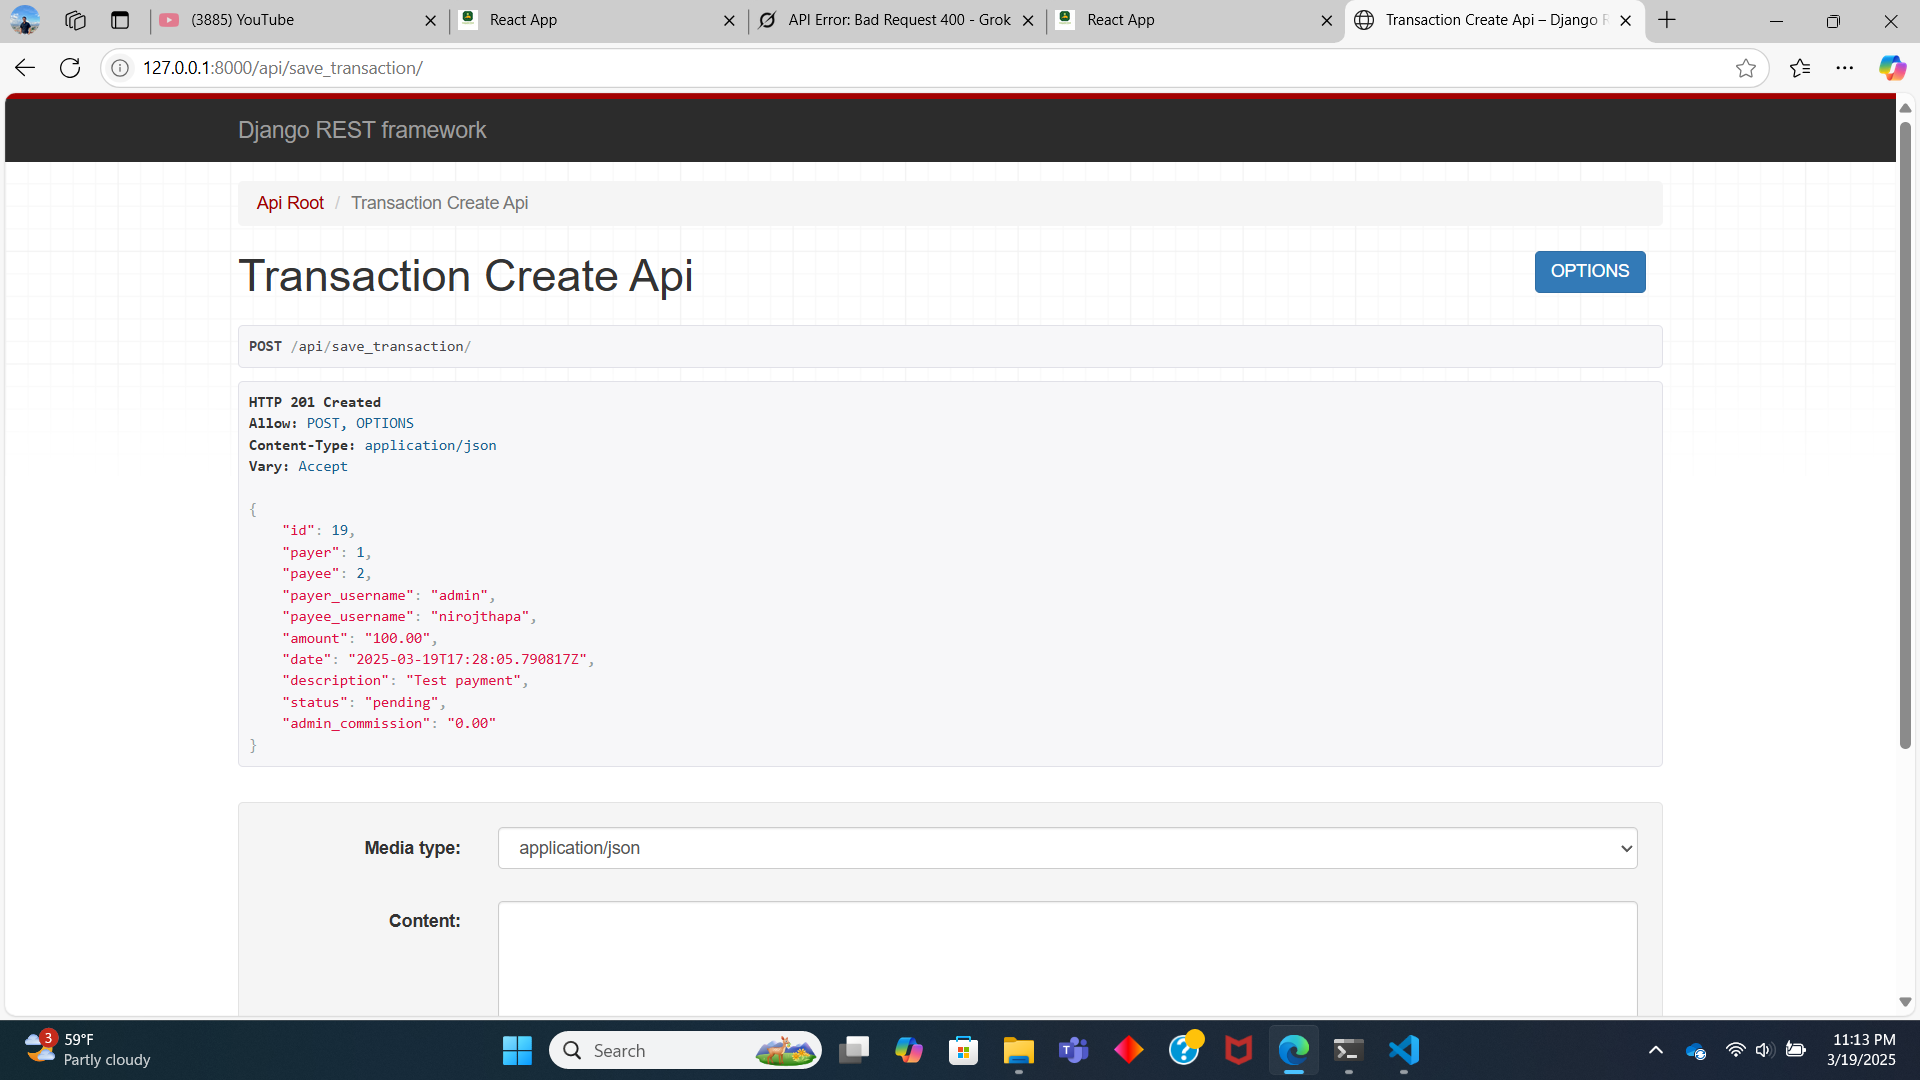 (3885) YouTube
React App
API Error: Bad Request 400 - Grok
React App
Transaction Create Api – Django R
127.0.0.1:8000/api/save_transaction/
Django REST framework
Api Root / Transaction Create Api
Transaction Create Api
OPTIONS
POST /api/save_transaction/
HTTP 201 Created
Allow: POST, OPTIONS
Content-Type: application/json
Vary: Accept
{
"id": 19,
"payer": 1,
"payee": 2,
"payer_username": "admin",
"payee_username": "nirojthapa",
"amount": "100.00",
"date": "2025-03-19T17:28:05.790817Z",
"description": "Test payment",
"status": "pending",
"admin_commission": "0.00"
}
Media type:
application/json
Content:
3
59°F
Partly cloudy
Search
11:13 PM
3/19/2025